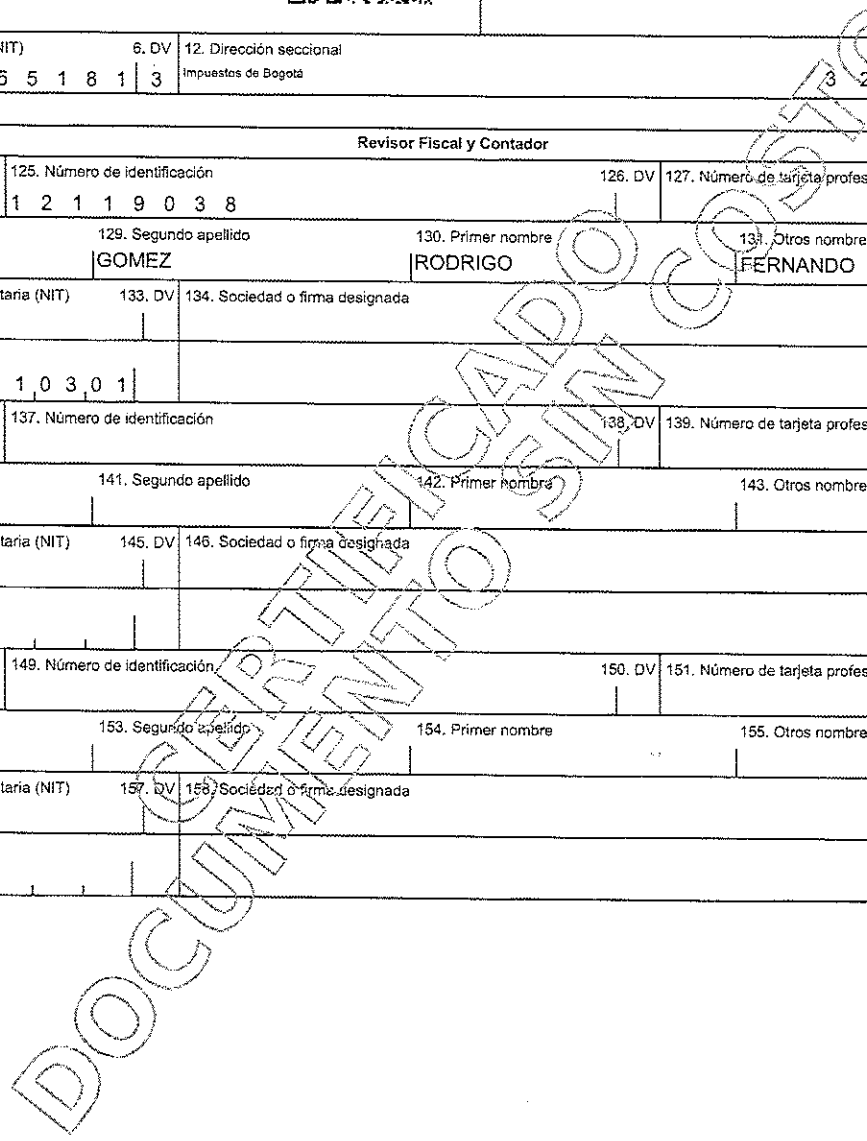 6. DV 12. Dirección seccional
5 5 1 8 1 3 Impuestos de Bogotá 3 2
Revisor Fiscal y Contador
125. Número de identificación 126. DV 127. Número de tarjeta profes
1 2 1 1 9 0 3 8
129. Segundo apellido 130. Primer nombre 131. Otros nombre
GOMEZ RODRIGO FERNANDO
taria (NIT) 133. DV 134. Sociedad o firma designada
1 0 3 0 1
137. Número de identificación 138. DV 139. Número de tarjeta profes
141. Segundo apellido 142. Primer nombre 143. Otros nombre
taria (NIT) 145. DV 146. Sociedad o firma designada
149. Número de identificación 150. DV 151. Número de tarjeta profes
153. Segundo apellido 154. Primer nombre 155. Otros nombre
taria (NIT) 157. DV 158. Sociedad o firma designada
CERTIFICADO
DOCUMENTO SIN COSTO